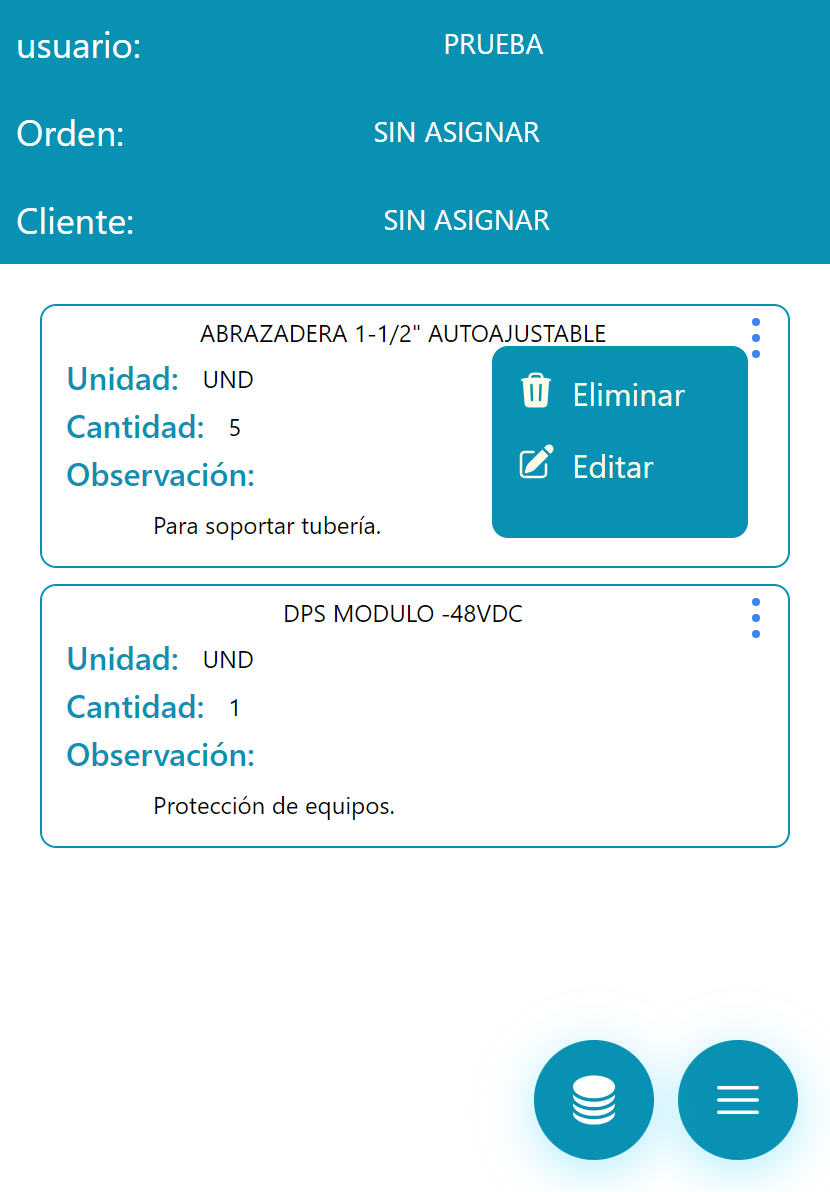 usuario: PRUEBA
Orden: SIN ASIGNAR
Cliente: SIN ASIGNAR
ABRAZADERA 1-1/2" AUTOAJUSTABLE
Unidad: UND
Cantidad: 5
Observación:
Para soportar tubería.
Eliminar
Editar
DPS MODULO -48VDC
Unidad: UND
Cantidad: 1
Observación:
Protección de equipos.